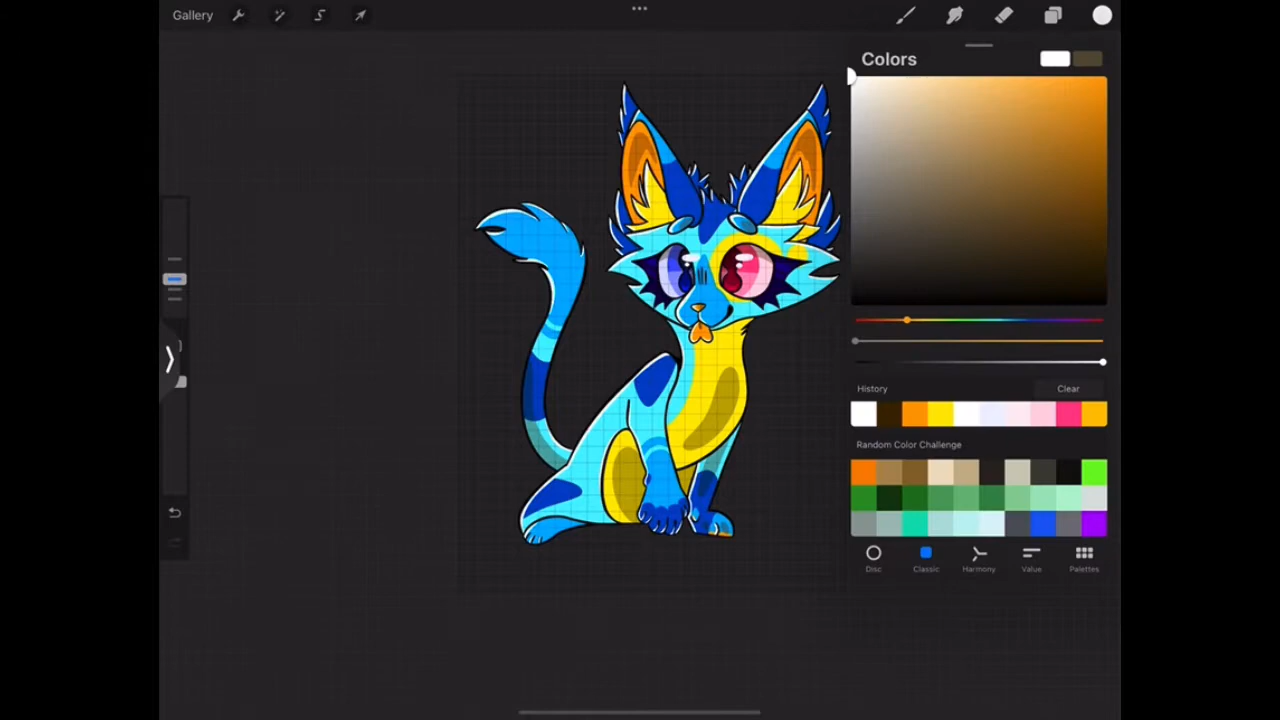 Gallery
Colors
History Clear
Random Color Challenge
Disc Classic Harmony Value Palettes